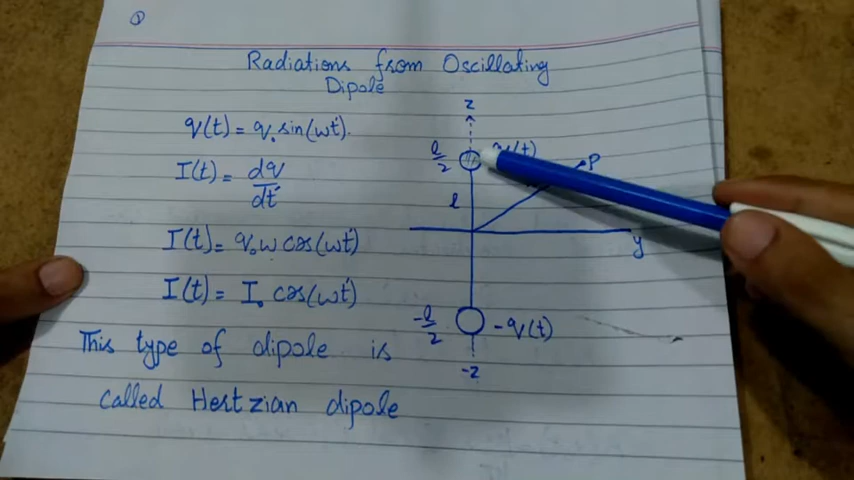 Radiations from Oscillating
Dipole
q(t) = q₀ sin(ωt).
I(t) = dq/dt
I(t) = q₀ω cos(ωt)
I(t) = I₀ cos(ωt)
This type of dipole is
called Hertzian dipole
z
l/2
(t)
P
l
y
-l/2
-q(t)
-z